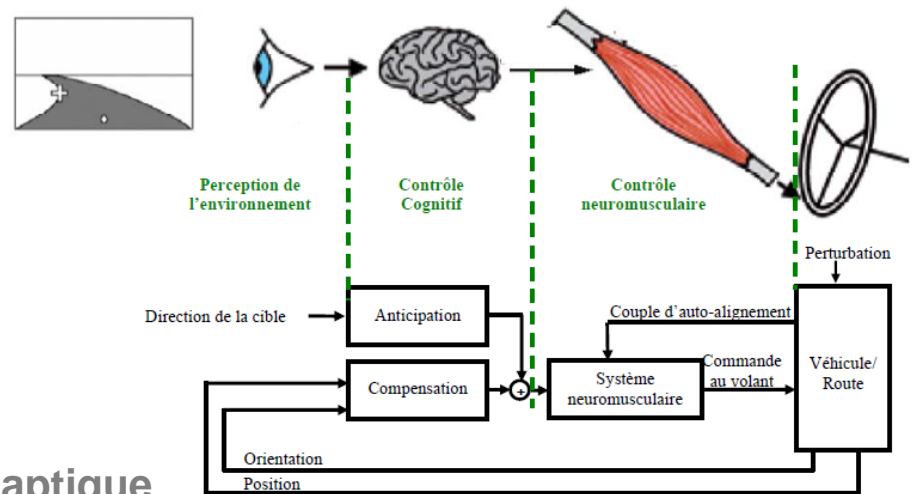 Perception de
l'environnement
Contrôle
Cognitif
Contrôle
neuromusculaire
Perturbation
Direction de la cible
Anticipation
Couple d'auto-alignement
Compensation
+
Système
neuromusculaire
Commande
au volant
Véhicule/
Route
Orientation
Position
aptique